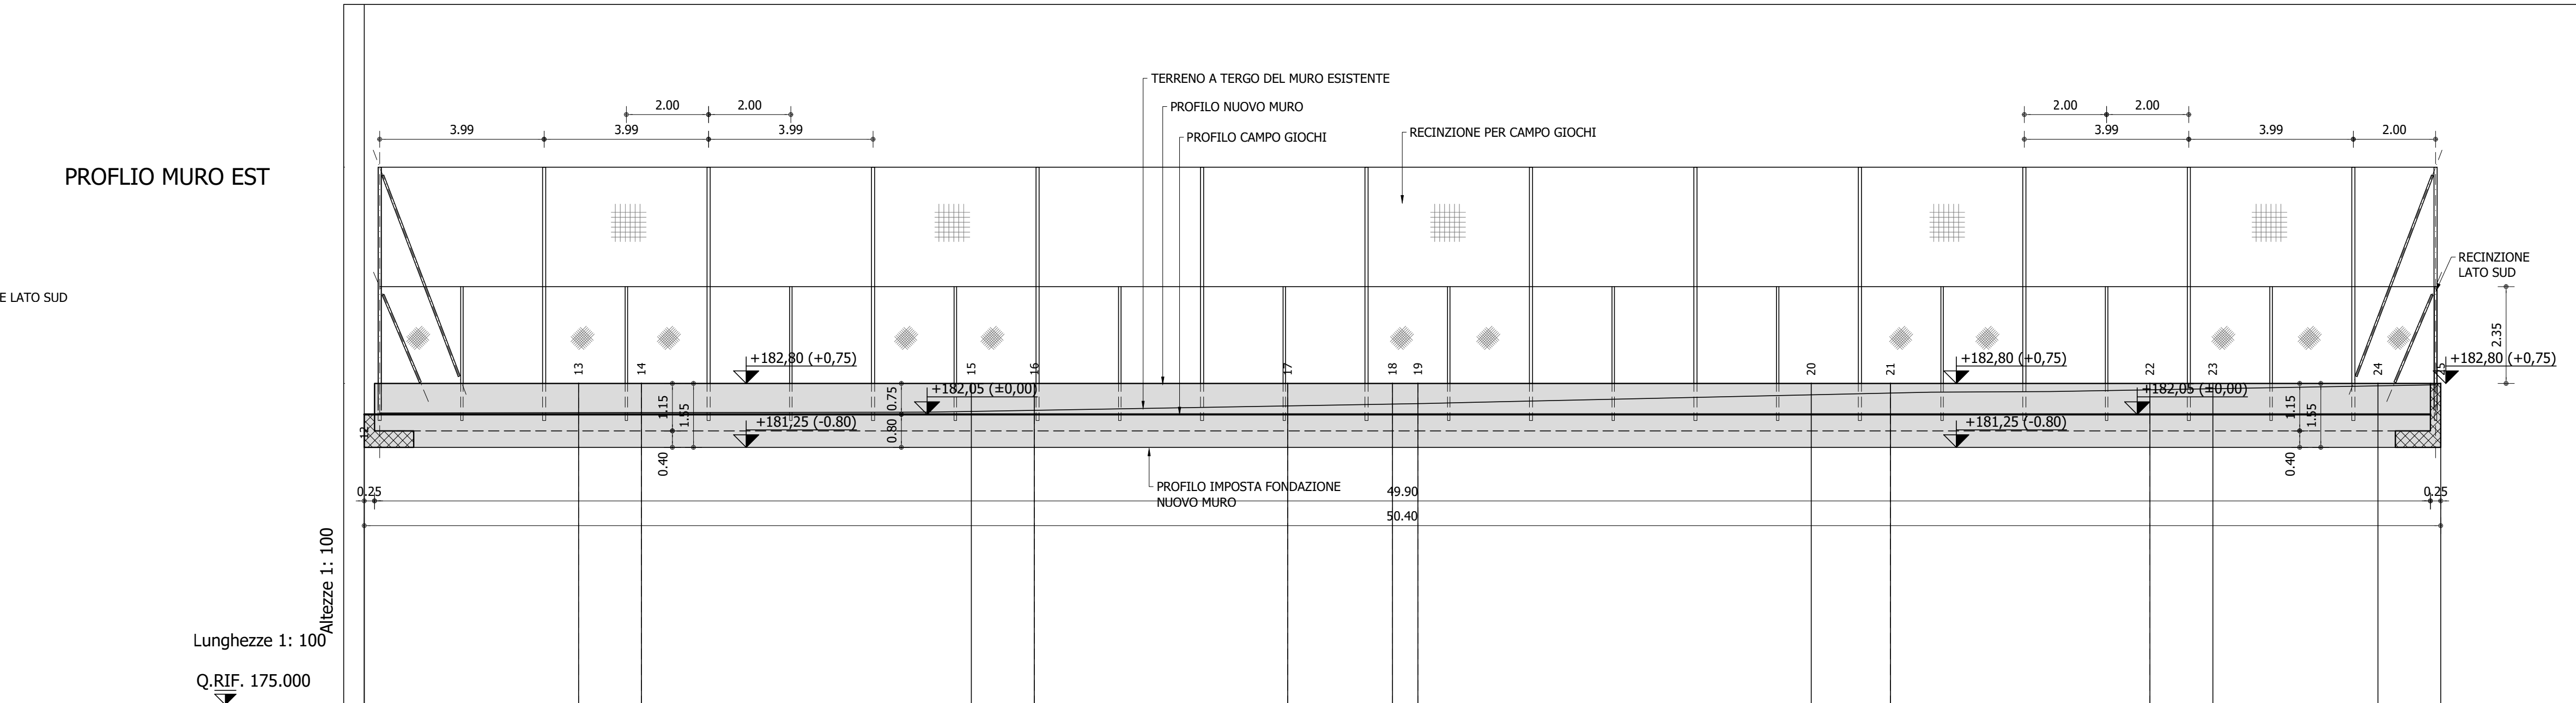 TERRENO A TERGO DEL MURO ESISTENTE
2.00 2.00
PROFILO NUOVO MURO
2.00 2.00
3.99 3.99 3.99
PROFILO CAMPO GIOCHI
RECINZIONE PER CAMPO GIOCHI
3.99 3.99 2.00
PROFLIO MURO EST
RECINZIONE
LATO SUD
E LATO SUD
2.35
+182,80 (+0,75)
+182,80 (+0,75)
+182,80 (+0,75)
13 14 15 16 17 18 19 20 21 22 23 24 25
+182,05 (±0,00)
+182,05 (±0,00)
1.15 1.55 0.75
1.15 1.55
+181,25 (-0.80)
0.80
+181,25 (-0.80)
12
0.40
0.40
PROFILO IMPOSTA FONDAZIONE
NUOVO MURO
0.25 49.90 0.25
50.40
Altezze 1: 100
Lunghezze 1: 100
Q.RIF. 175.000